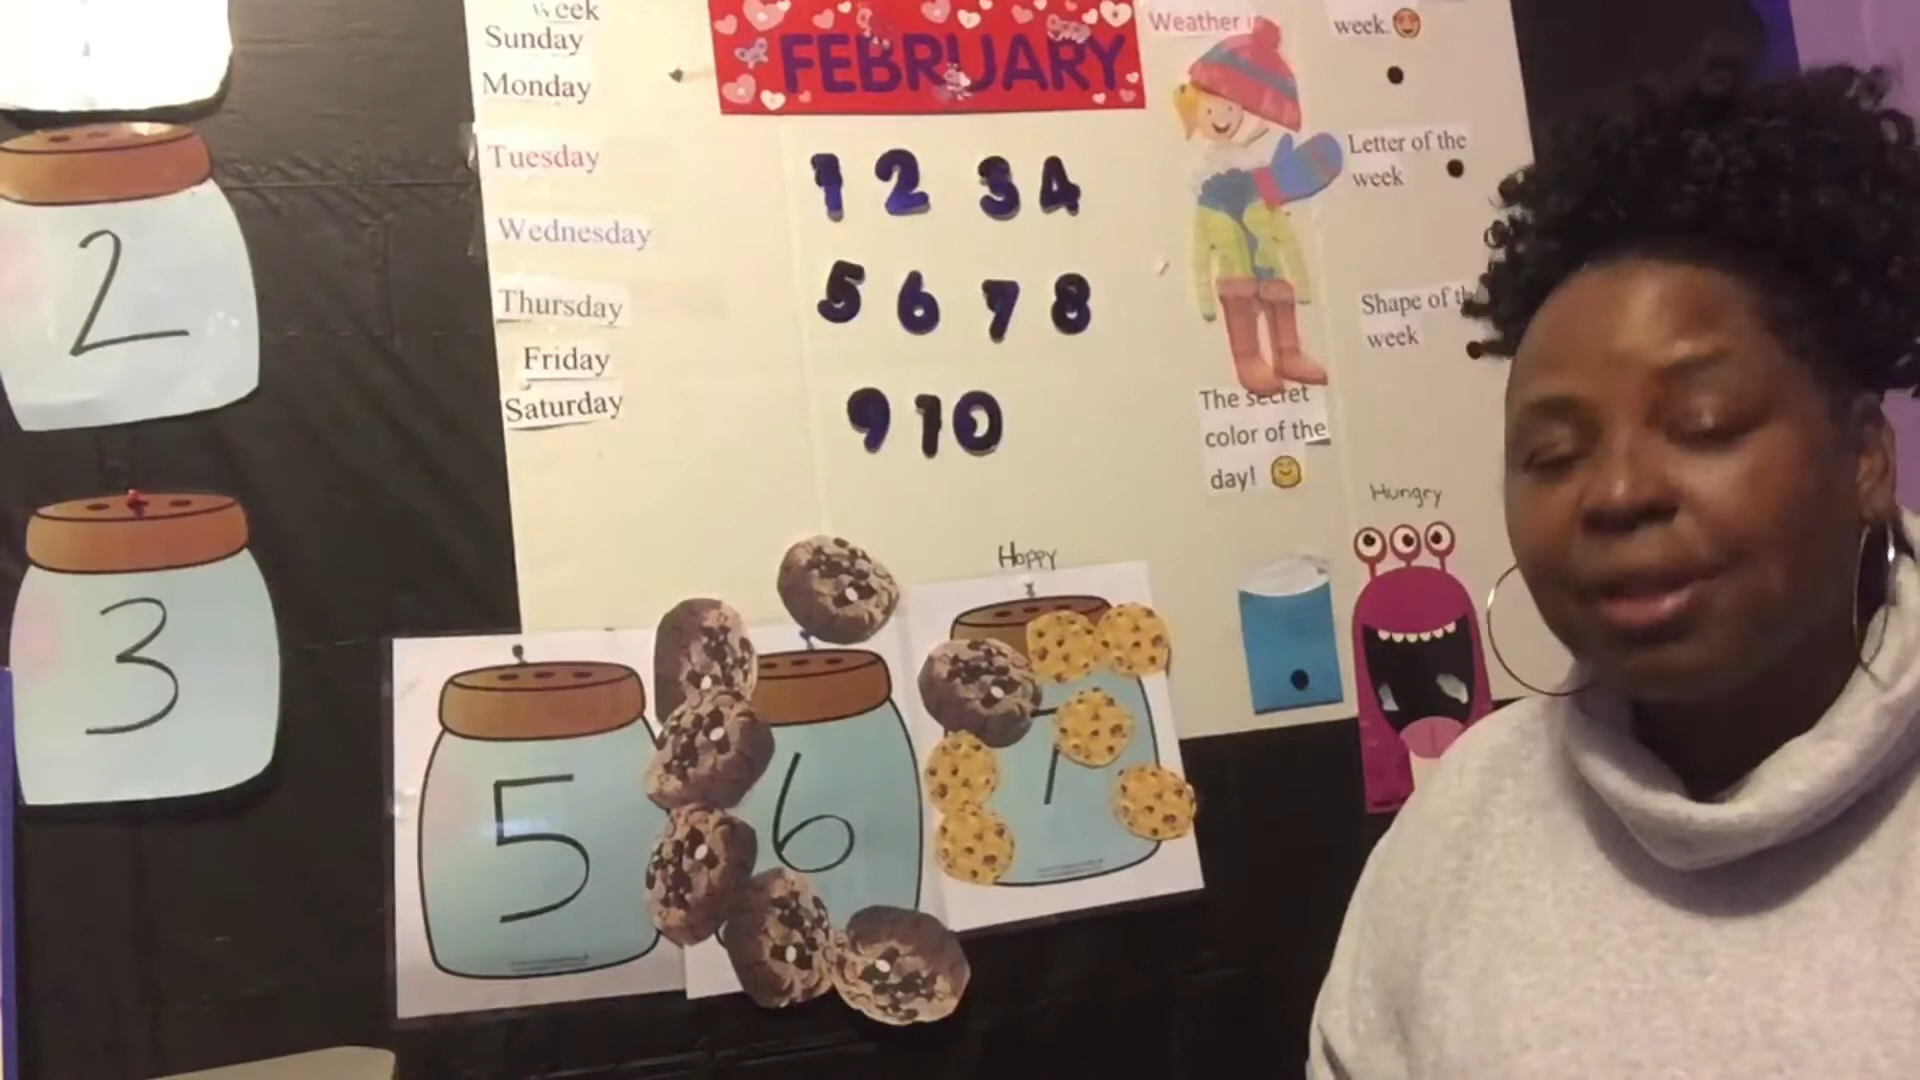 week
Sunday
Monday
Tuesday
Wednesday
Thursday
Friday
Saturday
FEBRUARY
1 2 3 4
5 6 7 8
9 10
Weather is
The secret
color of the
day!
week.
Letter of the
week
Shape of the
week
Hungry
Happy
2
3
5
6